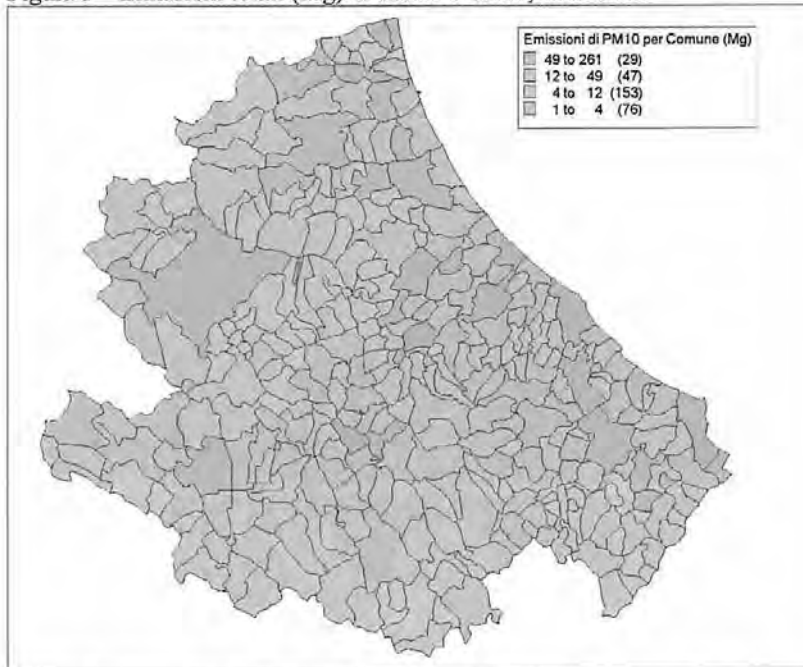 Emissioni di PM10 per Comune (Mg)
49 to 261 (29)
12 to 49 (47)
4 to 12 (153)
1 to 4 (76)